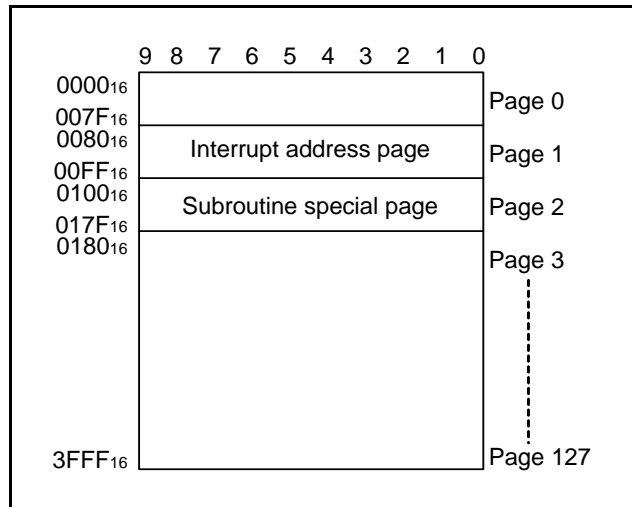 9 8 7 6 5 4 3 2 1 0
0000₁₆
Page 0
007F₁₆
0080₁₆
Interrupt address page
Page 1
00FF₁₆
0100₁₆
Subroutine special page
Page 2
017F₁₆
0180₁₆
Page 3
3FFF₁₆
Page 127